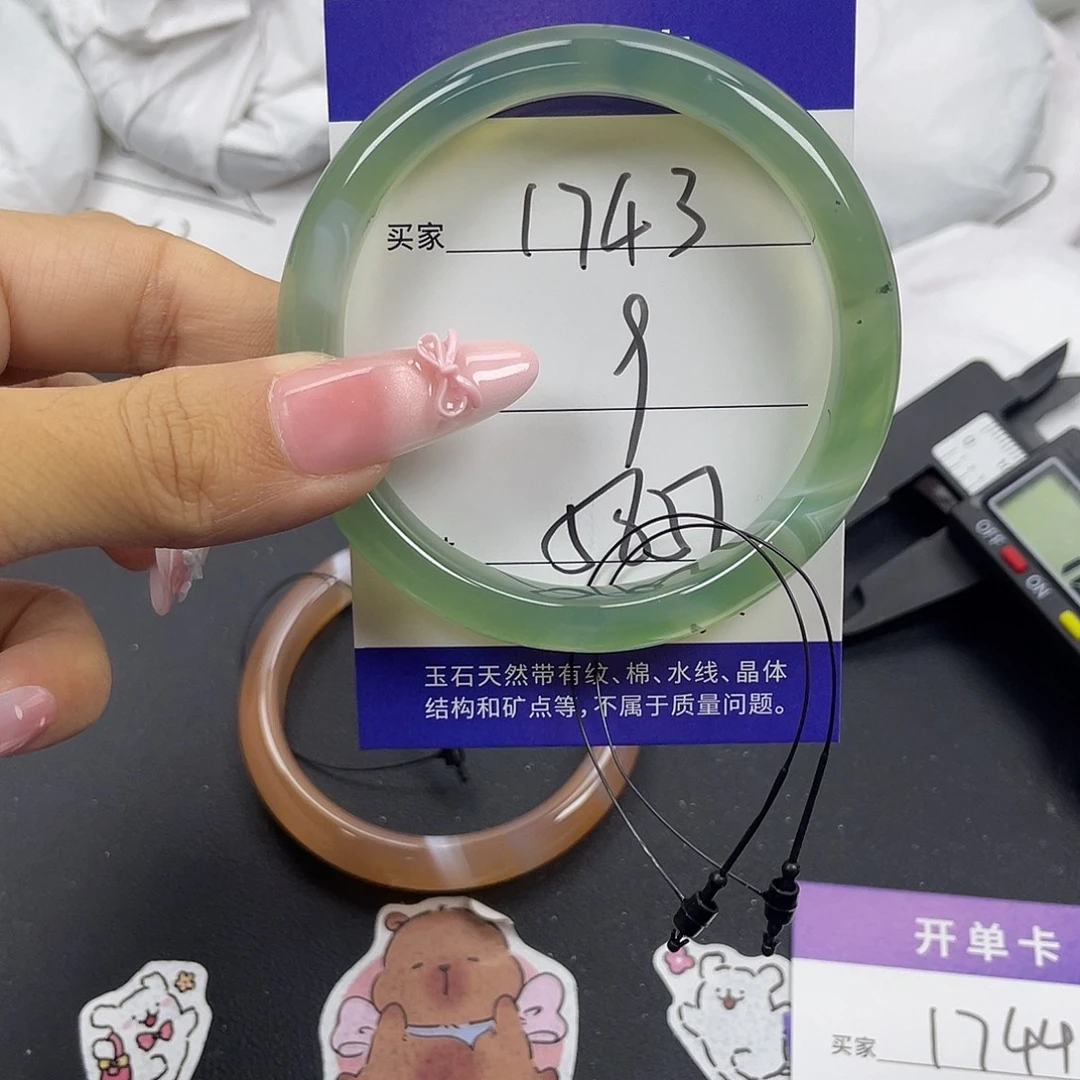 买家 1743
玉石天然带有纹、棉、水线、晶体
结构和矿点等,不属于质量问题。
OFF
ON
开单卡
买家 1744